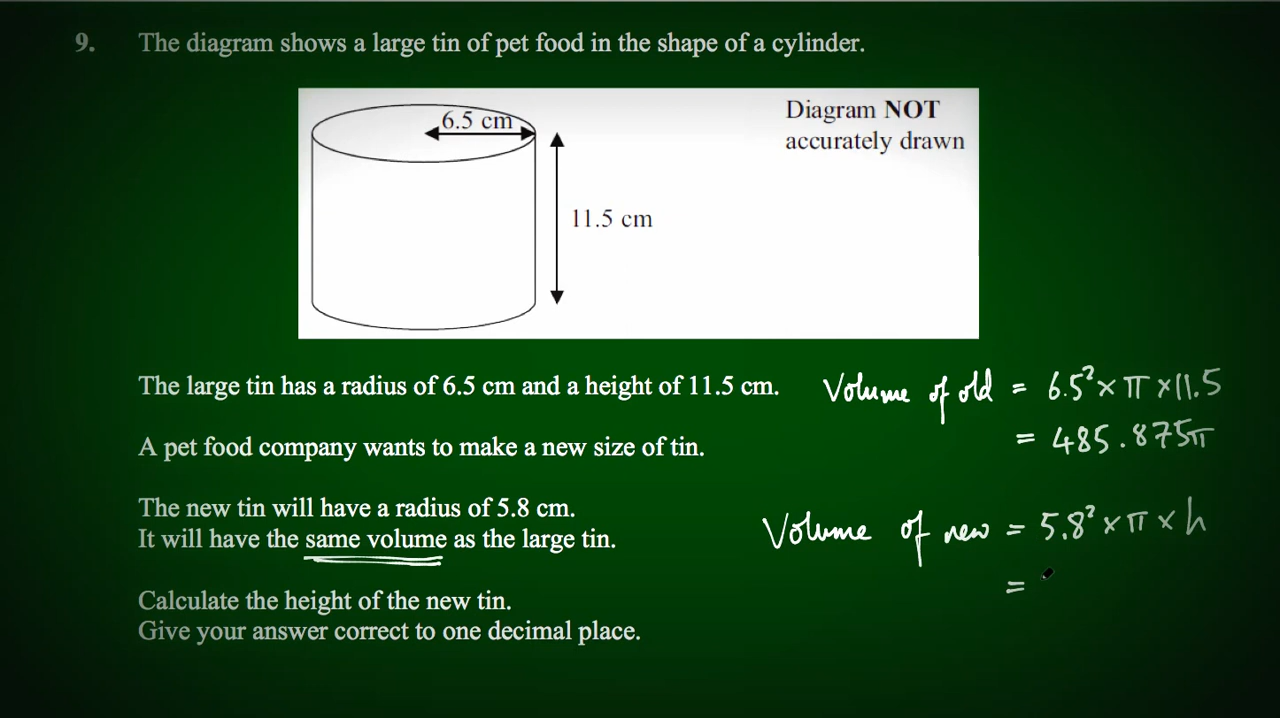 9. The diagram shows a large tin of pet food in the shape of a cylinder.
6.5 cm
Diagram NOT
accurately drawn
11.5 cm
The large tin has a radius of 6.5 cm and a height of 11.5 cm.
Volume of old = 6.5² × π × 11.5
= 485.875π
A pet food company wants to make a new size of tin.
The new tin will have a radius of 5.8 cm.
It will have the same volume as the large tin.
Volume of new = 5.8² × π × h
=
Calculate the height of the new tin.
Give your answer correct to one decimal place.